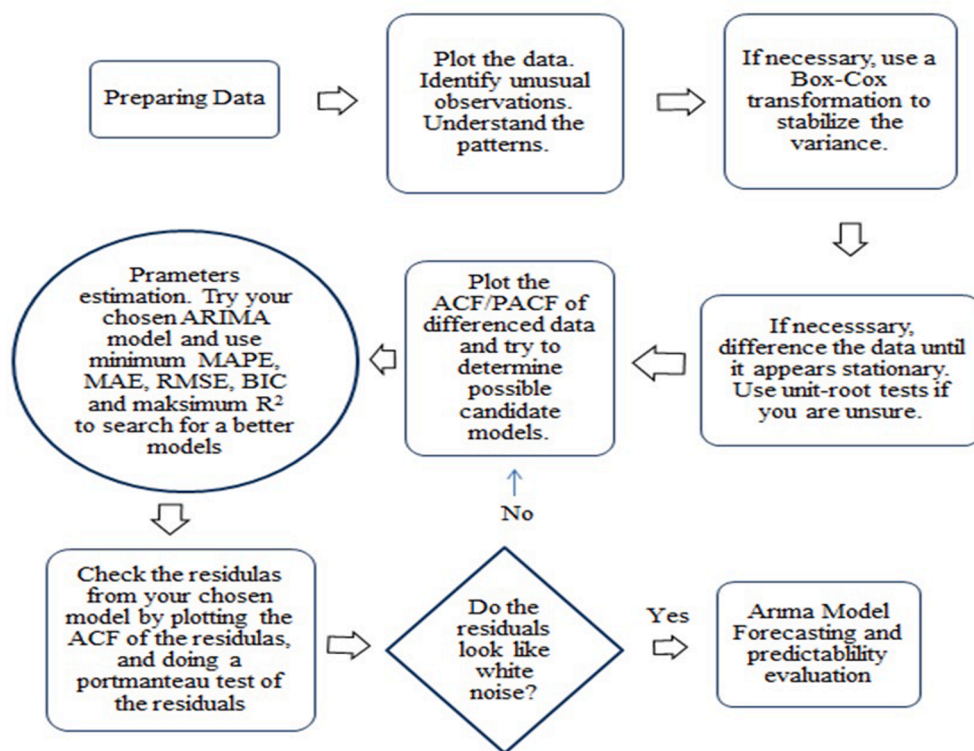 Preparing Data
Plot the data.
Identify unusual
observations.
Understand the
patterns.
If necessary, use a
Box-Cox
transformation to
stabilize the
variance.
If necesssary,
difference the data until
it appears stationary.
Use unit-root tests if
you are unsure.
Plot the
ACF/PACF of
differenced data
and try to
determine
possible
candidate
models.
Prameters
estimation. Try your
chosen ARIMA
model and use
minimum MAPE,
MAE, RMSE, BIC
and maksimum R²
to search for a better
models
Check the residulas
from your chosen
model by plotting the
ACF of the residulas,
and doing a
portmanteau test of
the residuals
Do the
residuals
look like
white
noise?
No
Yes
Arıma Model
Forecasting and
predictablility
evaluation